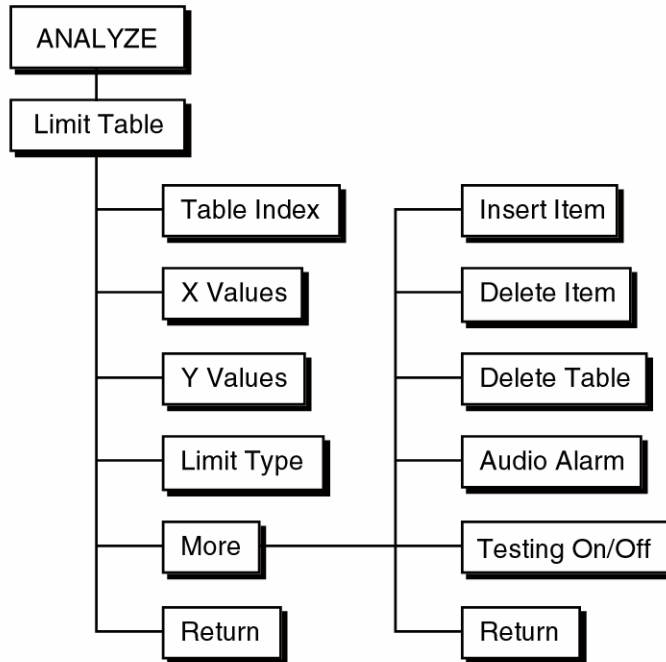 ANALYZE
Limit Table
Table Index
X Values
Y Values
Limit Type
More
Return
Insert Item
Delete Item
Delete Table
Audio Alarm
Testing On/Off
Return